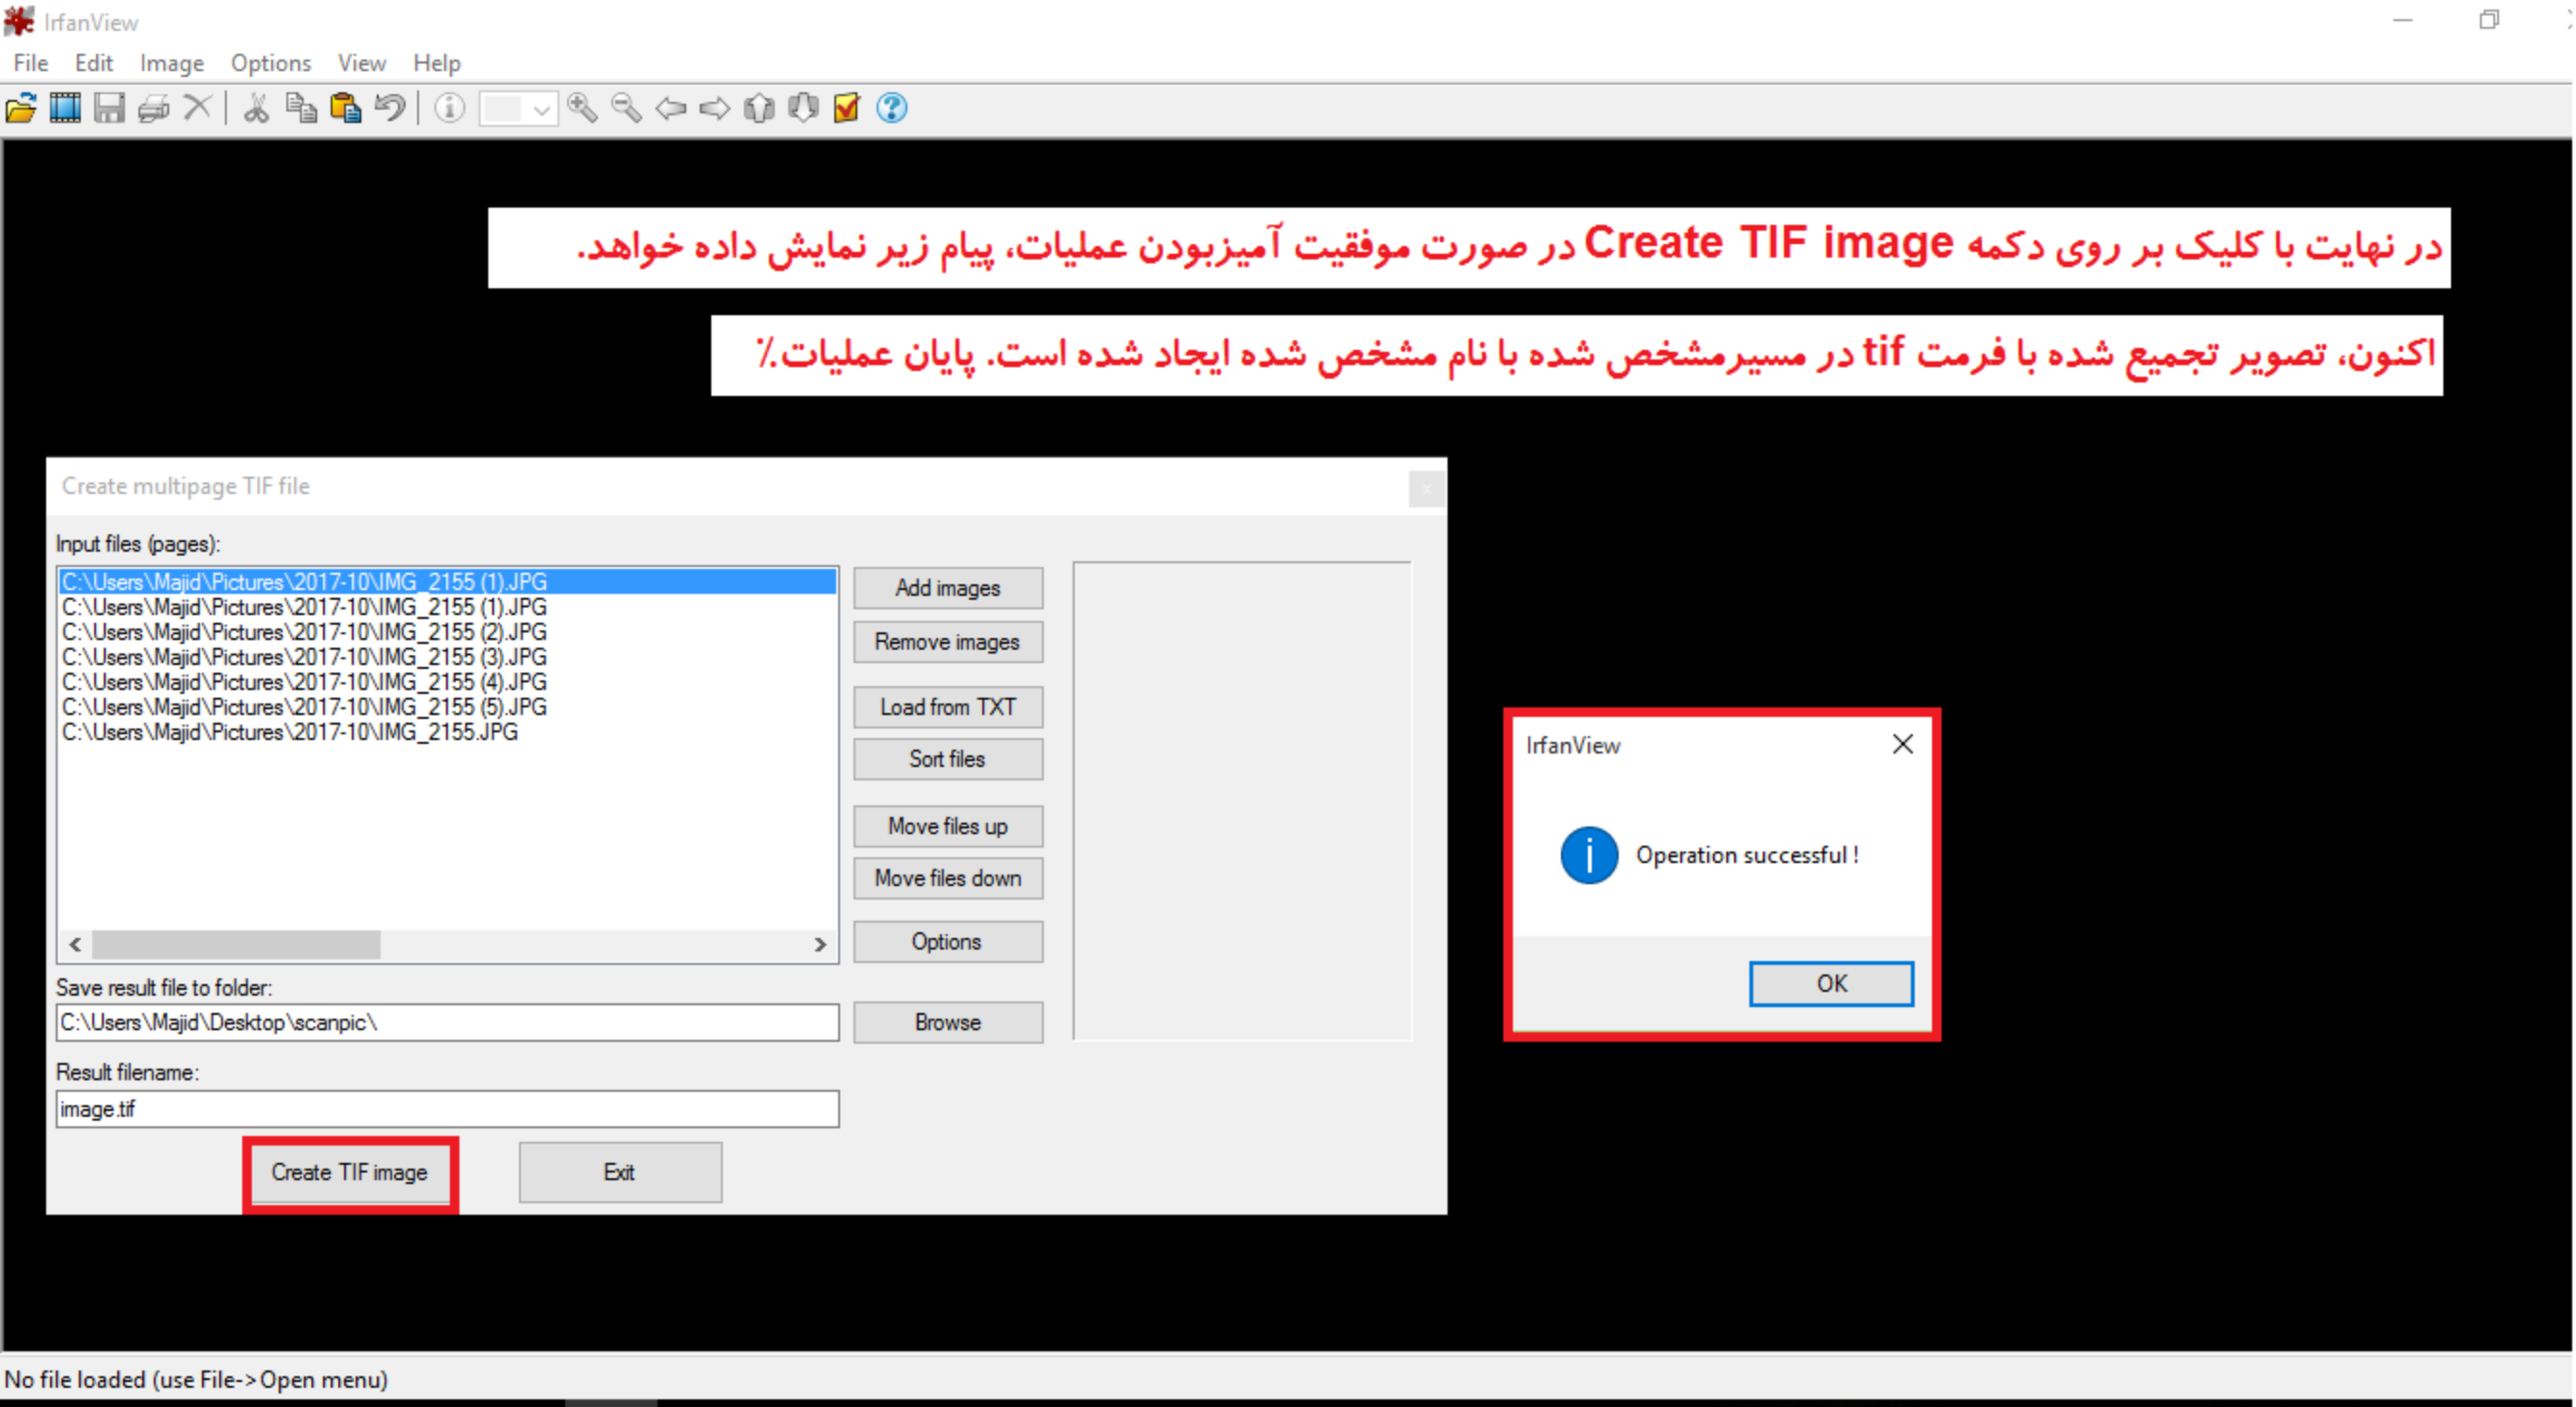 IrfanView
File Edit Image Options View Help
در نهایت با کلیک بر روی دکمه Create TIF image در صورت موفقیت آمیزبودن عملیات، پیام زیر نمایش داده خواهد.
اکنون، تصویر تجمیع شده با فرمت tif در مسیرمشخص شده با نام مشخص شده ایجاد شده است. پایان عملیات٪
Create multipage TIF file
x
Input files (pages):
C:\Users\Majid\Pictures\2017-10\IMG_2155 (1).JPG
C:\Users\Majid\Pictures\2017-10\IMG_2155 (1).JPG
C:\Users\Majid\Pictures\2017-10\IMG_2155 (2).JPG
C:\Users\Majid\Pictures\2017-10\IMG_2155 (3).JPG
C:\Users\Majid\Pictures\2017-10\IMG_2155 (4).JPG
C:\Users\Majid\Pictures\2017-10\IMG_2155 (5).JPG
C:\Users\Majid\Pictures\2017-10\IMG_2155.JPG
Add images
Remove images
Load from TXT
Sort files
Move files up
Move files down
Options
Save result file to folder:
C:\Users\Majid\Desktop\scanpic\
Browse
Result filename:
image.tif
Create TIF image
Exit
IrfanView
Operation successful !
OK
No file loaded (use File->Open menu)